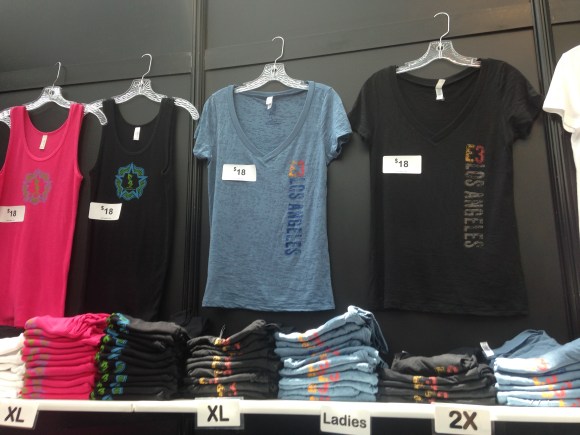 $18
$18
$18
E3
LOS ANGELES
$18
E3
LOS ANGELES
XL
XL
Ladies
2X